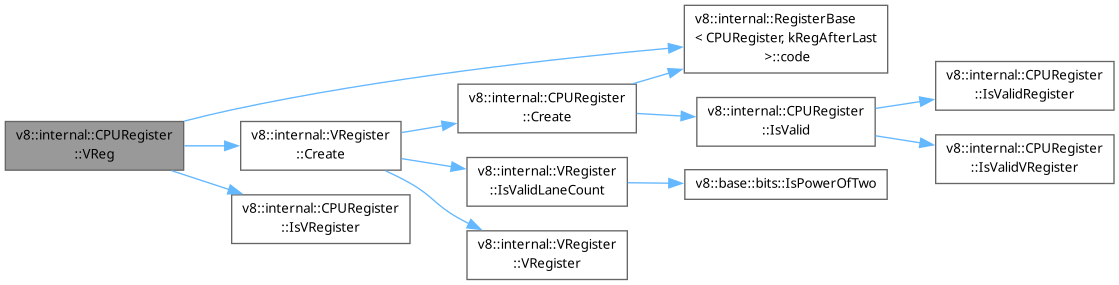 v8::internal::CPURegister
::VReg
v8::internal::VRegister
::Create
v8::internal::CPURegister
::IsVRegister
v8::internal::CPURegister
::Create
v8::internal::VRegister
::IsValidLaneCount
v8::internal::VRegister
::VRegister
v8::internal::RegisterBase
< CPURegister, kRegAfterLast
>::code
v8::internal::CPURegister
::IsValid
v8::base::bits::IsPowerOfTwo
v8::internal::CPURegister
::IsValidRegister
v8::internal::CPURegister
::IsValidVRegister